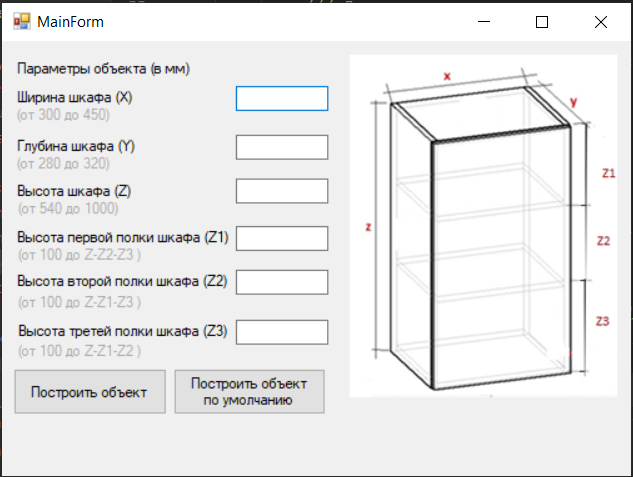 MainForm
Параметры объекта (в мм)
Ширина шкафа (X)
(от 300 до 450)
Глубина шкафа (Y)
(от 280 до 320)
Высота шкафа (Z)
(от 540 до 1000)
Высота первой полки шкафа (Z1)
(от 100 до Z-Z2-Z3 )
Высота второй полки шкафа (Z2)
(от 100 до Z-Z1-Z3 )
Высота третей полки шкафа (Z3)
(от 100 до Z-Z1-Z2 )
Построить объект
Построить объект
по умолчанию
x
y
z
Z1
Z2
Z3